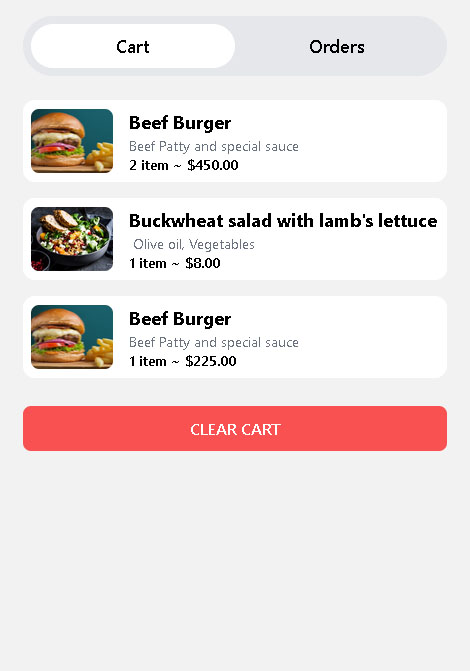 Cart
Orders
Beef Burger
Beef Patty and special sauce
2 item ~ $450.00
Buckwheat salad with lamb's lettuce
Olive oil, Vegetables
1 item ~ $8.00
Beef Burger
Beef Patty and special sauce
1 item ~ $225.00
CLEAR CART